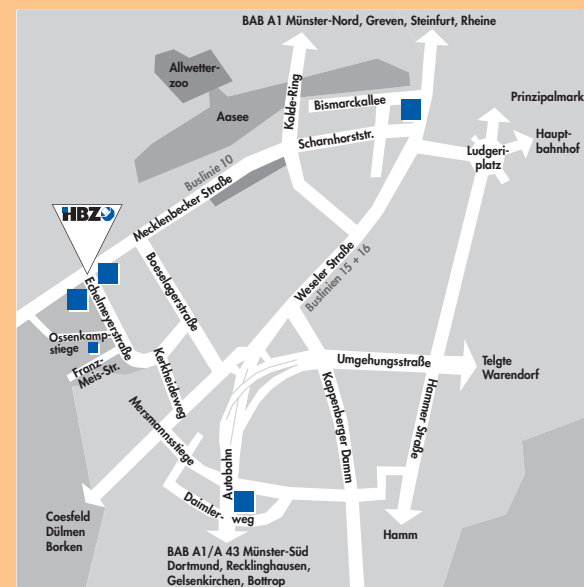 BAB A1 Münster-Nord, Greven, Steinfurt, Rheine
Allwetter-
zoo
Aasee
Kolde-Ring
Bismarckallee
Scharnhorststr.
Prinzipalmark
Haupt-
bahnhof
Ludgeri-
platz
Buslinie 10
Mecklenbecker Straße
HBZ
Weseler Straße
Buslinien 15 + 16
Boeselagerstraße
Echelmeyerstraße
Ossenkamp-
stiege
Franz-
Meis-Str.
Kerkheideweg
Umgehungsstraße
Telgte
Warendorf
Kappenberger Damm
Hammer Straße
Mersmannsstiege
Autobahn
Daimler-
weg
Coesfeld
Dülmen
Borken
Hamm
BAB A1/A 43 Münster-Süd
Dortmund, Recklinghausen,
Gelsenkirchen, Bottrop